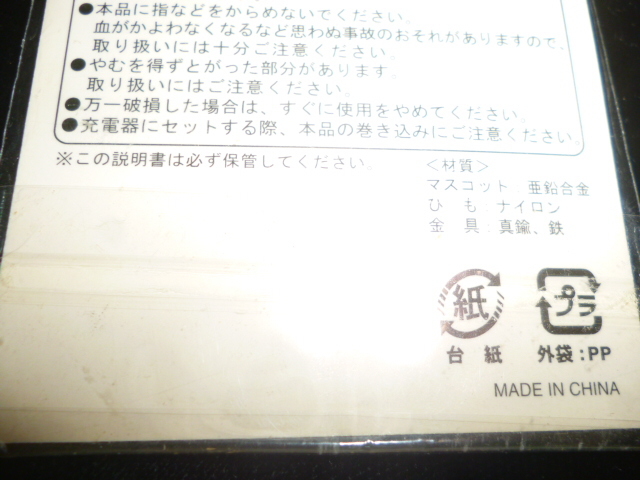 ●本品に指などをからめないでください。
血がかよわなくなるなど思わぬ事故のおそれがありますので、
取り扱いには十分ご注意ください。
●やむを得ずとがった部分があります。
取り扱いにはご注意ください。
●万一破損した場合は、すぐに使用をやめてください。
●充電器にセットする際、本品の巻き込みにご注意ください。
※この説明書は必ず保管してください。
＜材質＞
マスコット：亜鉛合金
ひも：ナイロン
金具：真鍮、鉄
紙
台紙
プラ
外袋：PP
MADE IN CHINA